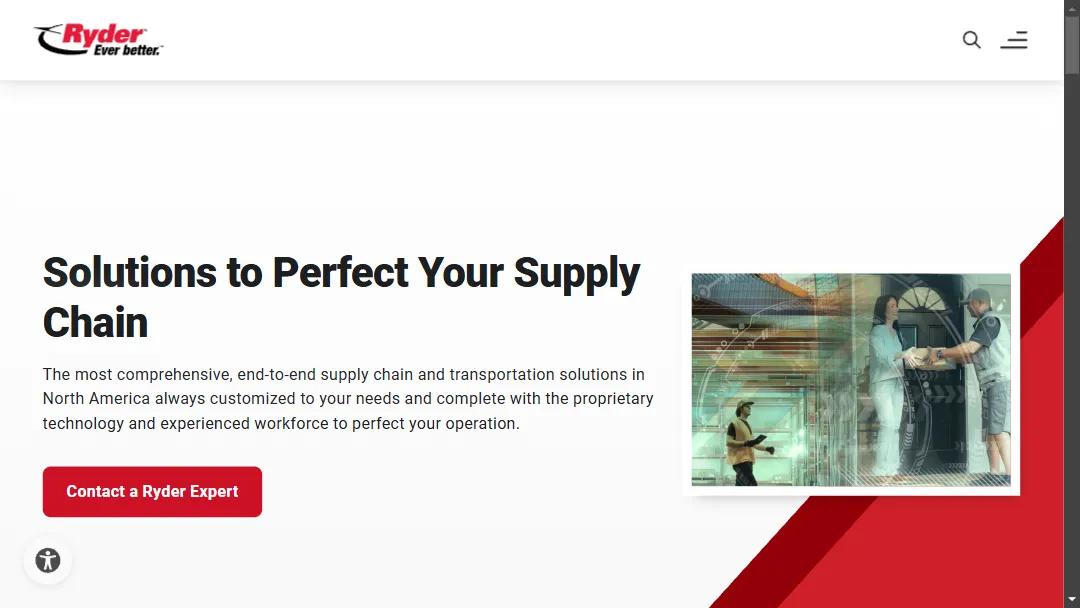 Ryder
Ever better.™
Solutions to Perfect Your Supply
Chain
The most comprehensive, end-to-end supply chain and transportation solutions in
North America always customized to your needs and complete with the proprietary
technology and experienced workforce to perfect your operation.
Contact a Ryder Expert